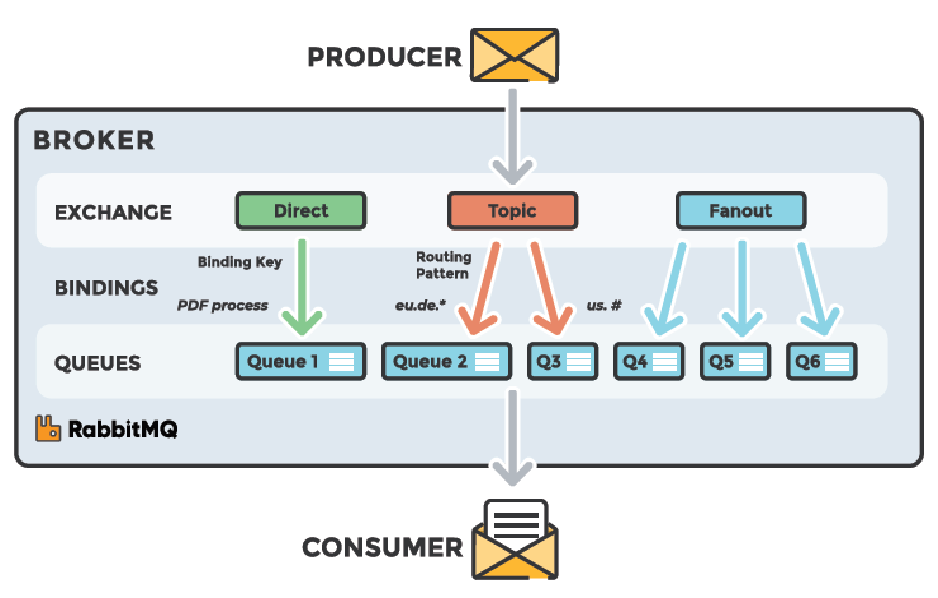 PRODUCER
BROKER
EXCHANGE
Direct
Topic
Fanout
Binding Key
Routing
Pattern
BINDINGS
PDF process
eu.de.*
us. #
QUEUES
Queue 1
Queue 2
Q3
Q4
Q5
Q6
RabbitMQ
CONSUMER